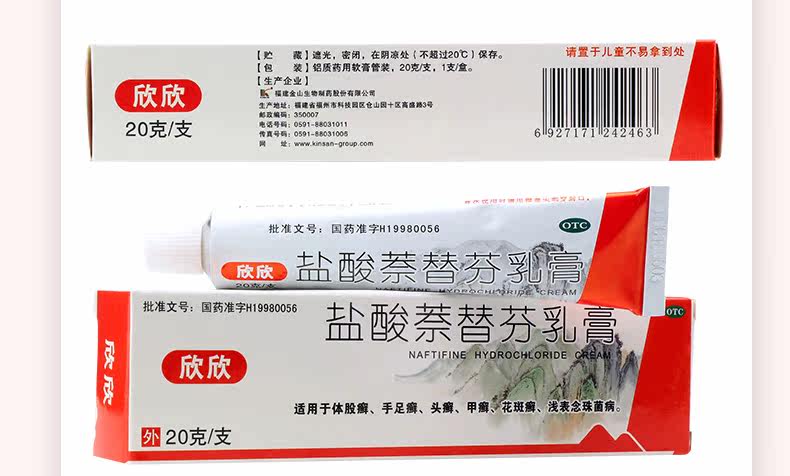 欣欣
20克/支
【贮 藏】遮光，密闭，在阴凉处（不超过20℃）保存。
【包 装】铝质药用软膏管装，20克/支，1支/盒。
【生产企业】
福建金山生物制药股份有限公司
生产地址：福建省福州市科技园区仓山园十区高盛路3号
邮政编码：350007
电话号码：0591-88031011
传真号码：0591-88031006
网 址：www.kinsan-group.com
请置于儿童不易拿到处
6 927171 242463
批准文号：国药准字H19980056
OTC
欣欣
20克/支
盐酸萘替芬乳膏
NAFTIFINE HYDROCHLORIDE CREAM
批准文号：国药准字H19980056
欣欣
欣欣
盐酸萘替芬乳膏
NAFTIFINE HYDROCHLORIDE CREAM
OTC
适用于体股癣、手足癣、头癣、甲癣、花斑癣、浅表念珠菌病。
外
20克/支